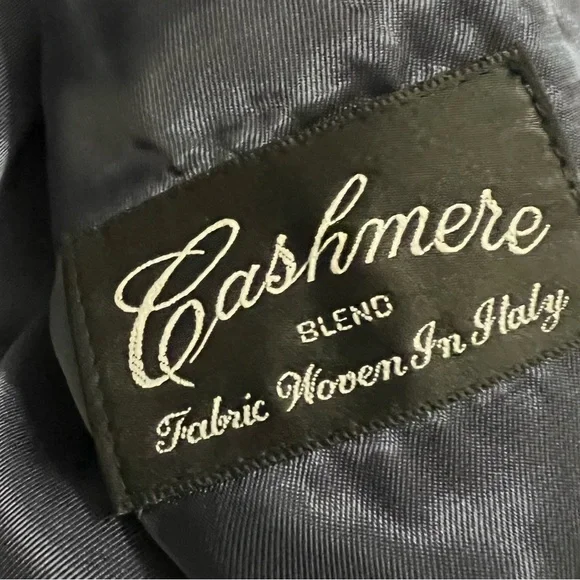 Cashmere
BLEND
Fabric Woven In Italy